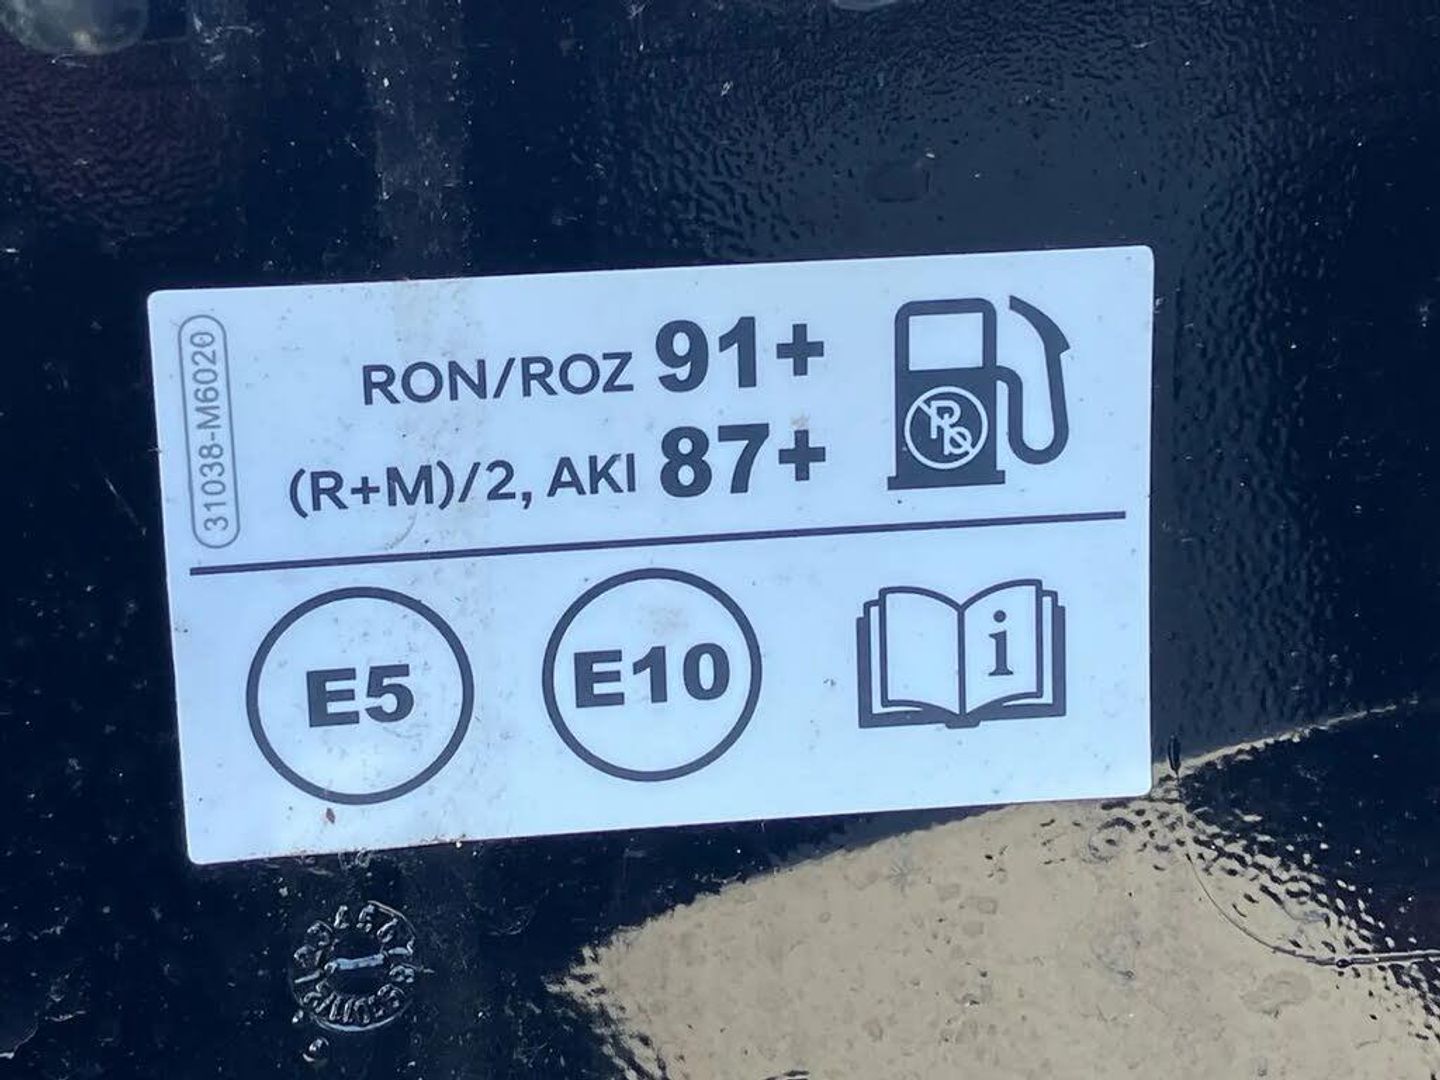 31038-M6020
RON/ROZ 91+
(R+M)/2, AKI 87+
Pb
E5
E10
i